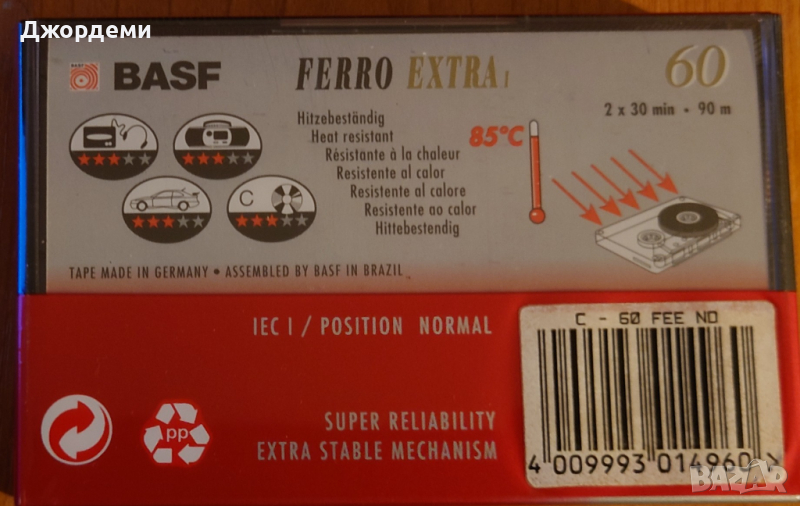 Джордеми
BASF FERRO EXTRA I 60
2 x 30 min - 90 m
Hitzebeständig
Heat resistant
Résistante à la chaleur
Resistente al calor
Resistente al calore
Resistente ao calor
Hittebestendig
85°C
C
TAPE MADE IN GERMANY • ASSEMBLED BY BASF IN BRAZIL
IEC I / POSITION NORMAL
C - 60 FEE ND
PP
SUPER RELIABILITY
EXTRA STABLE MECHANISM
4 009993 014960 >
BAZAR